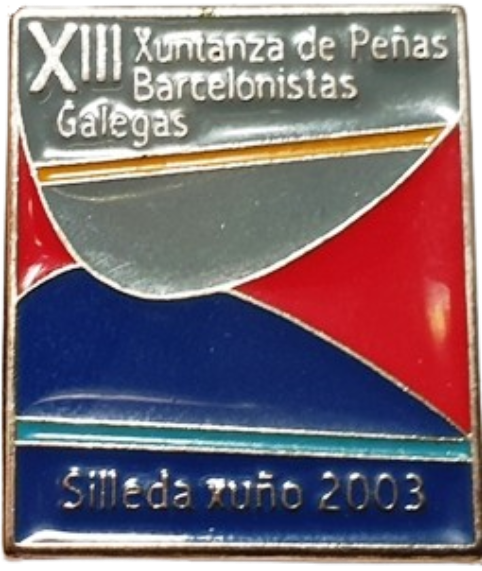 XIII Xuntanza de Peñas
Barcelonistas
Galegas
Silleda xuño 2003